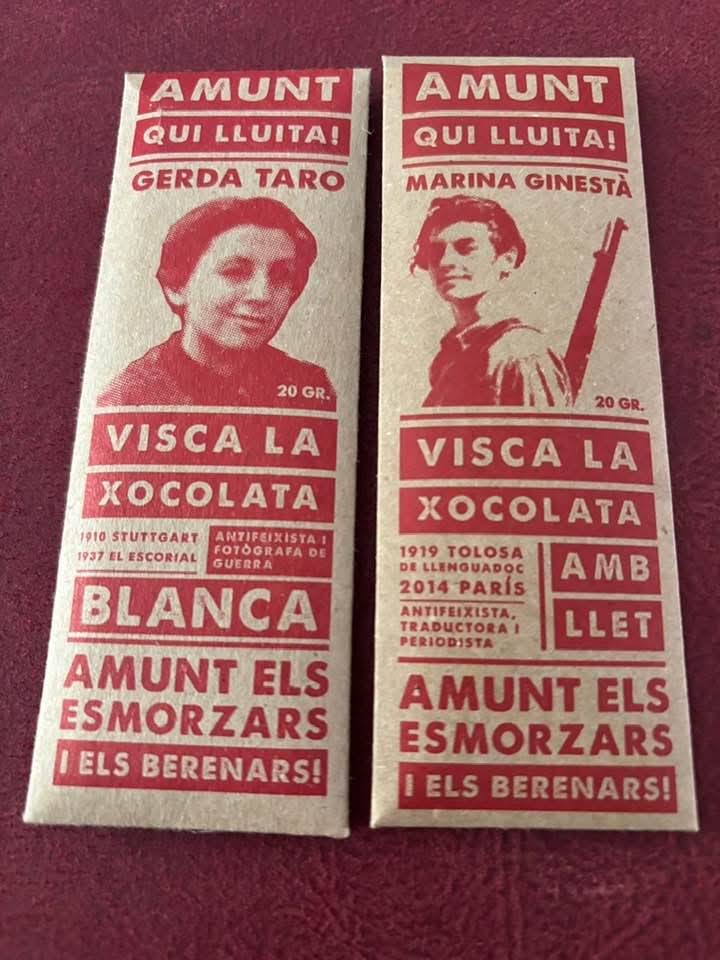 AMUNT
QUI LLUITA!
GERDA TARO
20 GR.
VISCA LA
XOCOLATA
1910 STUTTGART
1937 EL ESCORIAL
ANTIFEIXISTA I
FOTÒGRAFA DE
GUERRA
BLANCA
AMUNT ELS
ESMORZARS
I ELS BERENARS!
AMUNT
QUI LLUITA!
MARINA GINESTÀ
20 GR.
VISCA LA
XOCOLATA
1919 TOLOSA
DE LLENGUADOC
2014 PARÍS
ANTIFEIXISTA,
TRADUCTORA I
PERIODISTA
AMB
LLET
AMUNT ELS
ESMORZARS
I ELS BERENARS!